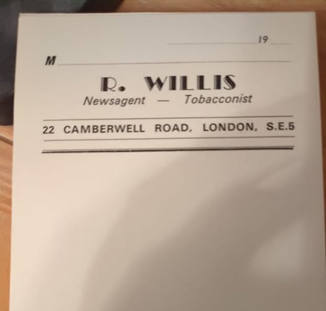 19
M
R. WILLIS
Newsagent — Tobacconist
22 CAMBERWELL ROAD, LONDON, S.E.5